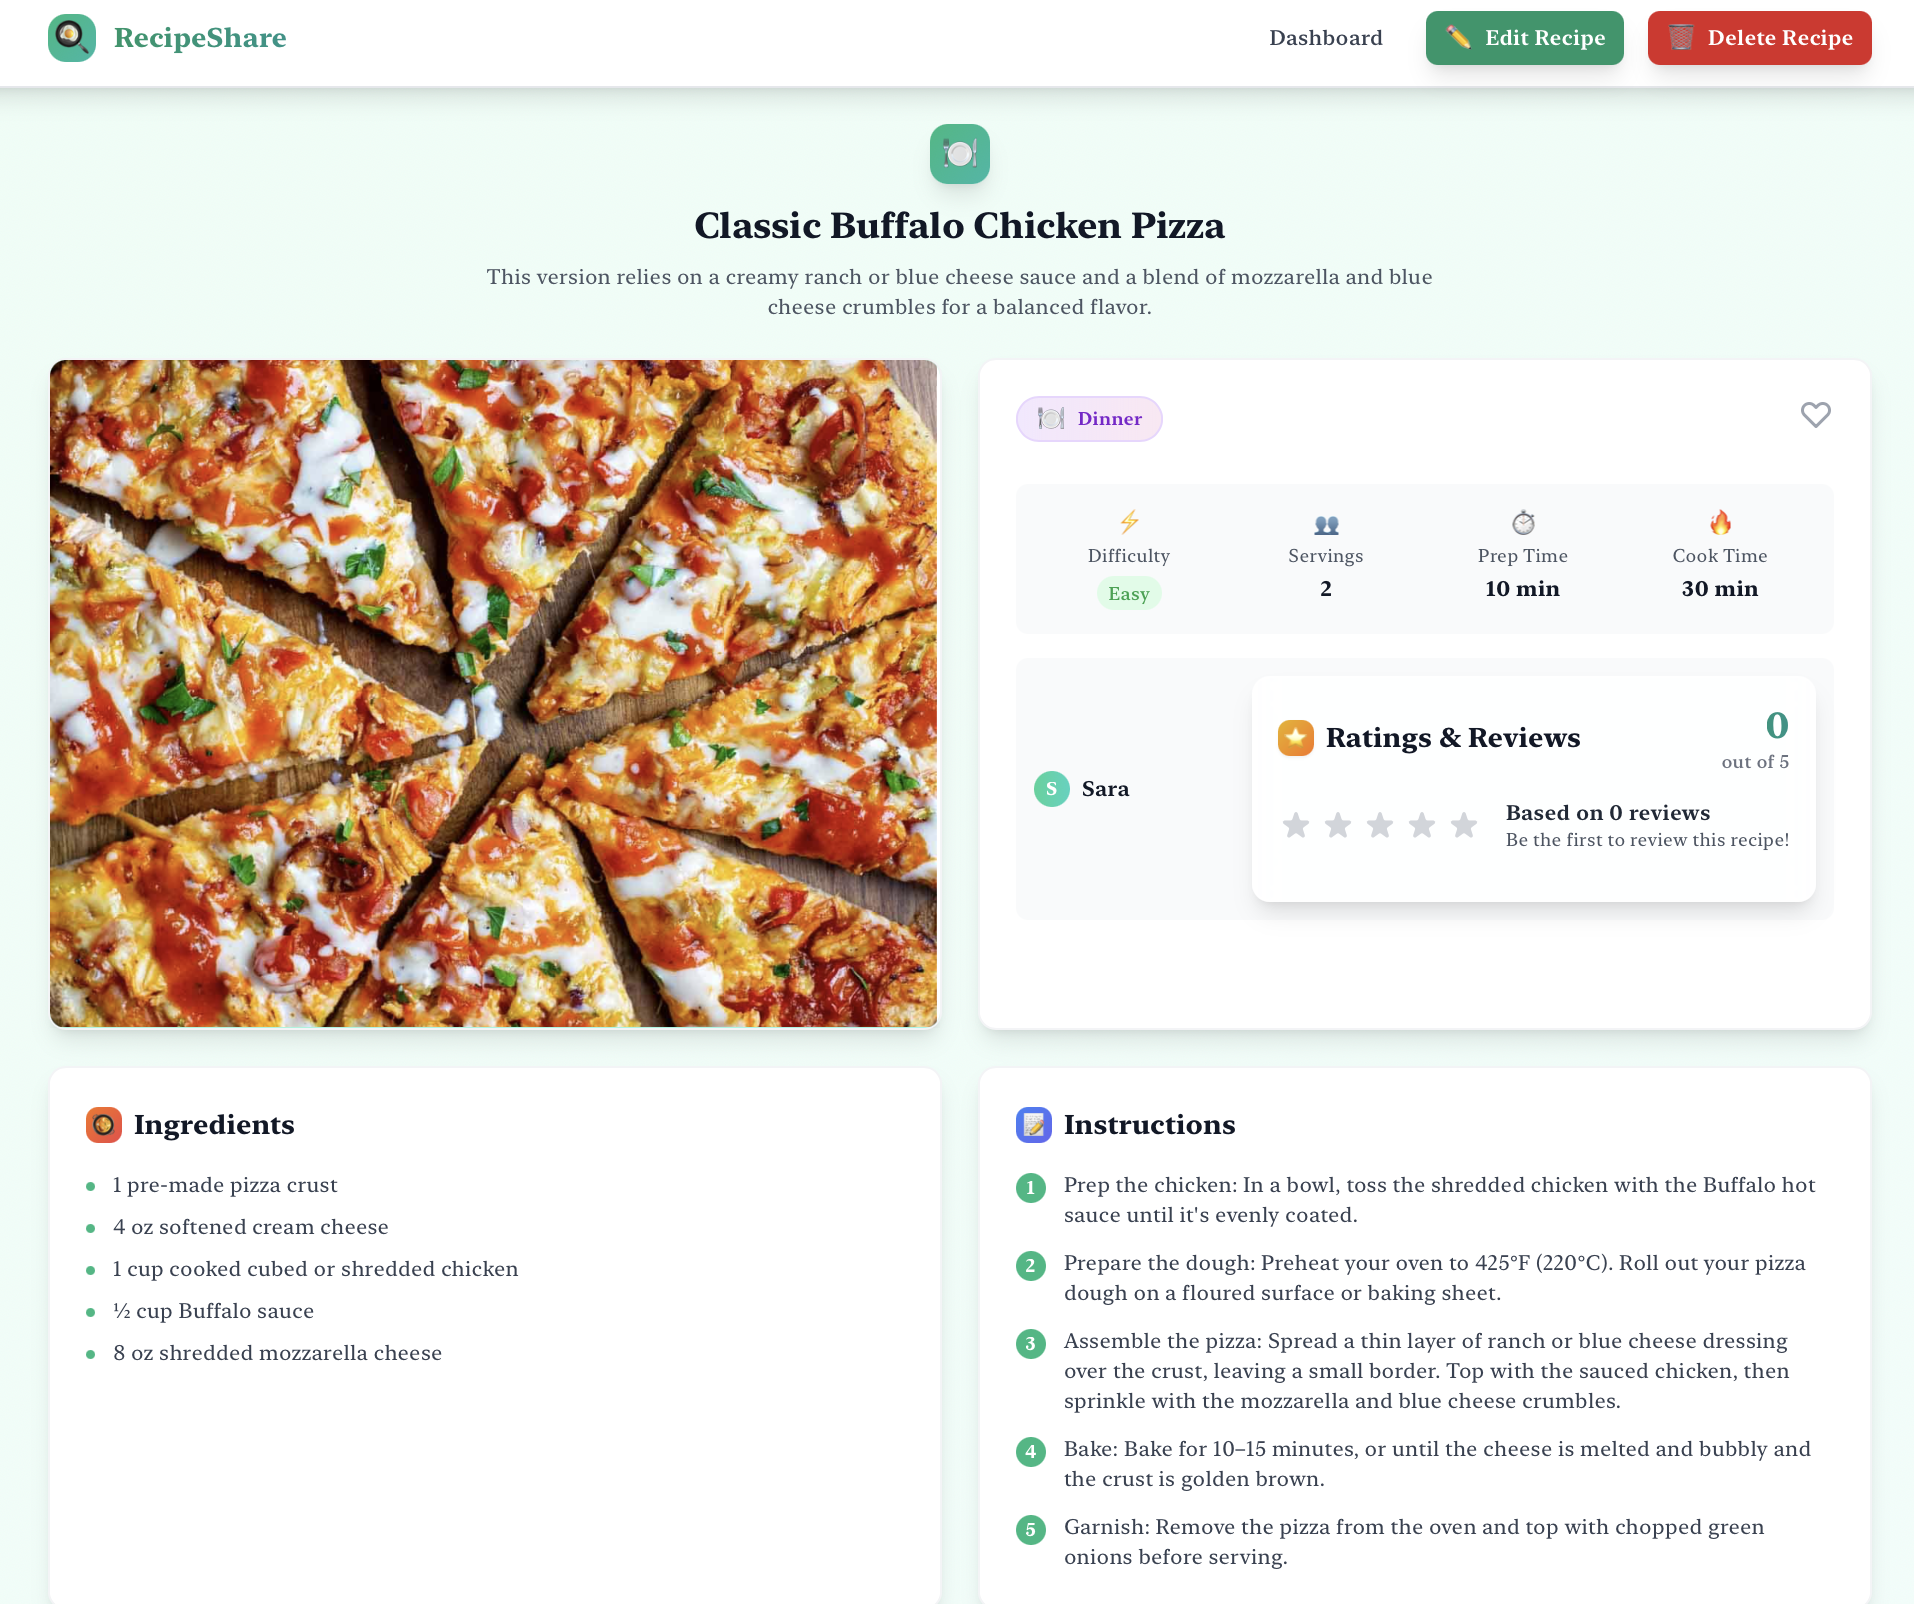 RecipeShare
Dashboard
Edit Recipe
Delete Recipe
Classic Buffalo Chicken Pizza
This version relies on a creamy ranch or blue cheese sauce and a blend of mozzarella and blue
cheese crumbles for a balanced flavor.
Dinner
Difficulty
Easy
Servings
2
Prep Time
10 min
Cook Time
30 min
S
Sara
Ratings & Reviews
0
out of 5
Based on 0 reviews
Be the first to review this recipe!
Ingredients
1 pre-made pizza crust
4 oz softened cream cheese
1 cup cooked cubed or shredded chicken
½ cup Buffalo sauce
8 oz shredded mozzarella cheese
Instructions
1 Prep the chicken: In a bowl, toss the shredded chicken with the Buffalo hot
sauce until it's evenly coated.
2 Prepare the dough: Preheat your oven to 425°F (220°C). Roll out your pizza
dough on a floured surface or baking sheet.
3 Assemble the pizza: Spread a thin layer of ranch or blue cheese dressing
over the crust, leaving a small border. Top with the sauced chicken, then
sprinkle with the mozzarella and blue cheese crumbles.
4 Bake: Bake for 10–15 minutes, or until the cheese is melted and bubbly and
the crust is golden brown.
5 Garnish: Remove the pizza from the oven and top with chopped green
onions before serving.